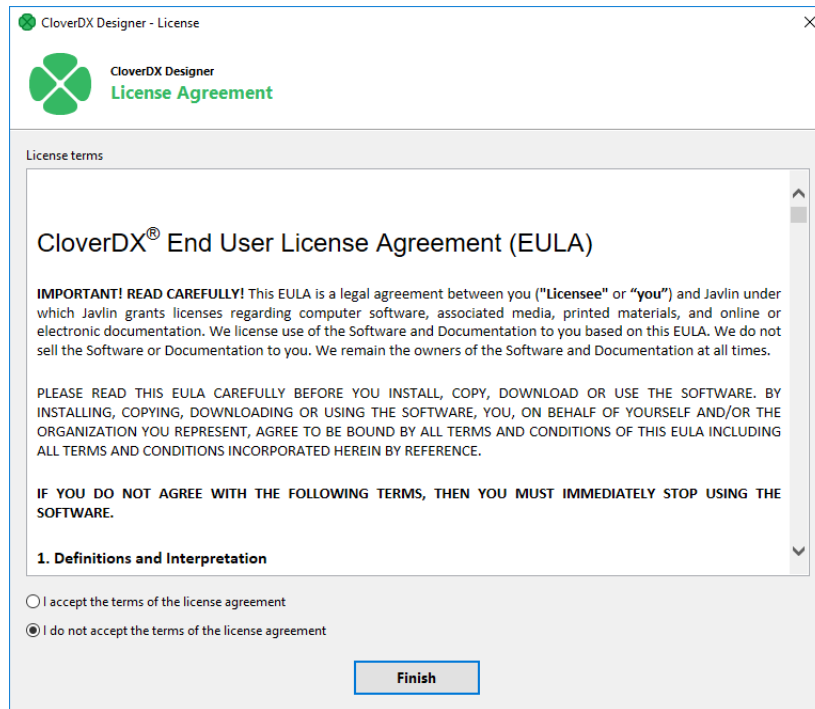 CloverDX Designer - License
CloverDX Designer
License Agreement
License terms
CloverDX® End User License Agreement (EULA)
IMPORTANT! READ CAREFULLY! This EULA is a legal agreement between you ("Licensee" or “you”) and Javlin under
which Javlin grants licenses regarding computer software, associated media, printed materials, and online or
electronic documentation. We license use of the Software and Documentation to you based on this EULA. We do not
sell the Software or Documentation to you. We remain the owners of the Software and Documentation at all times.
PLEASE READ THIS EULA CAREFULLY BEFORE YOU INSTALL, COPY, DOWNLOAD OR USE THE SOFTWARE. BY
INSTALLING, COPYING, DOWNLOADING OR USING THE SOFTWARE, YOU, ON BEHALF OF YOURSELF AND/OR THE
ORGANIZATION YOU REPRESENT, AGREE TO BE BOUND BY ALL TERMS AND CONDITIONS OF THIS EULA INCLUDING
ALL TERMS AND CONDITIONS INCORPORATED HEREIN BY REFERENCE.
IF YOU DO NOT AGREE WITH THE FOLLOWING TERMS, THEN YOU MUST IMMEDIATELY STOP USING THE
SOFTWARE.
1. Definitions and Interpretation
I accept the terms of the license agreement
I do not accept the terms of the license agreement
Finish